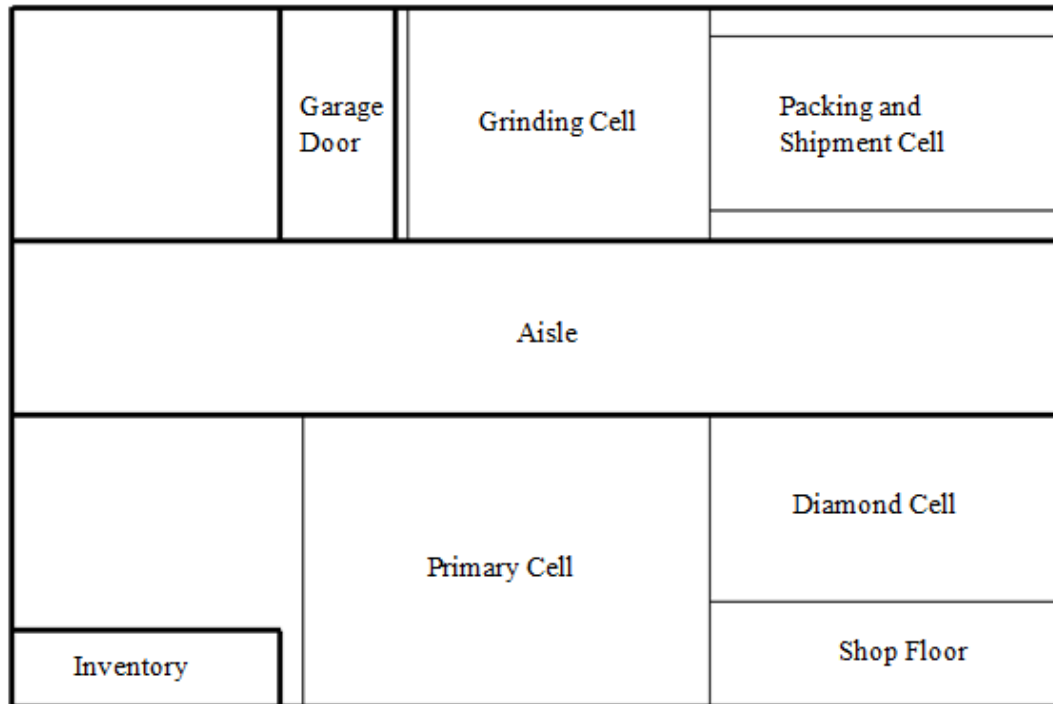 Garage
Door
Grinding Cell
Packing and
Shipment Cell
Aisle
Diamond Cell
Primary Cell
Shop Floor
Inventory